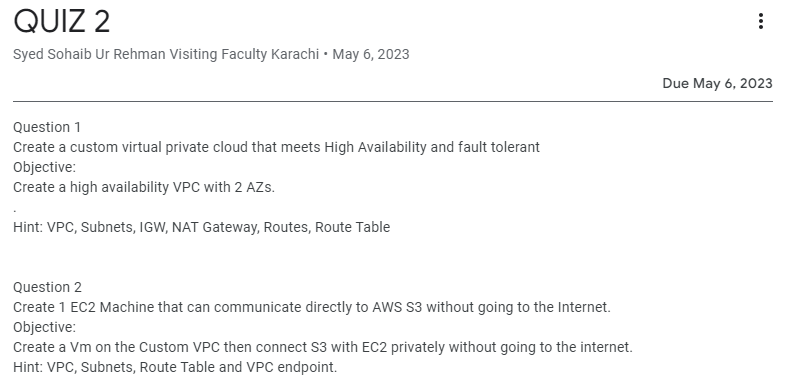 QUIZ 2
Syed Sohaib Ur Rehman Visiting Faculty Karachi • May 6, 2023
Due May 6, 2023
Question 1
Create a custom virtual private cloud that meets High Availability and fault tolerant
Objective:
Create a high availability VPC with 2 AZs.
.
Hint: VPC, Subnets, IGW, NAT Gateway, Routes, Route Table
Question 2
Create 1 EC2 Machine that can communicate directly to AWS S3 without going to the Internet.
Objective:
Create a Vm on the Custom VPC then connect S3 with EC2 privately without going to the internet.
Hint: VPC, Subnets, Route Table and VPC endpoint.